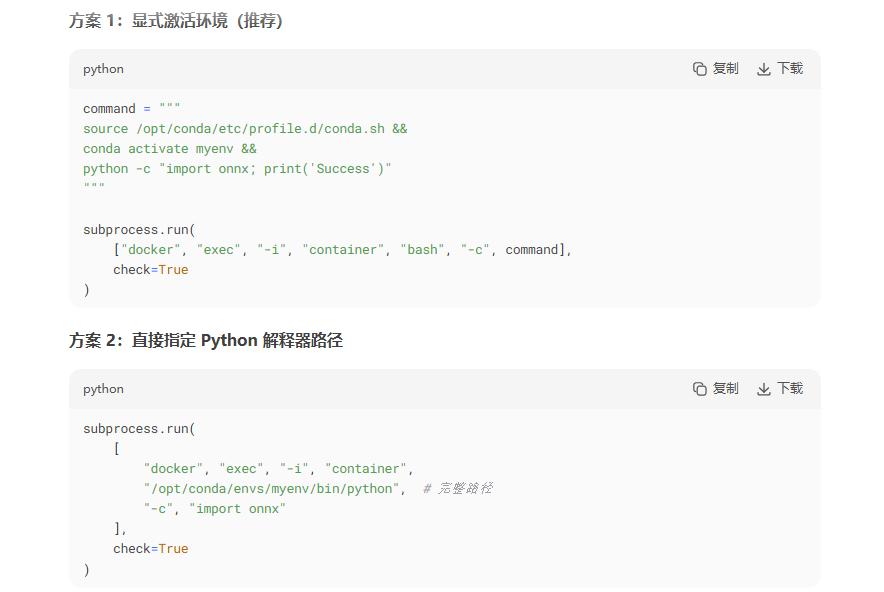 方案 1：显式激活环境（推荐）
python 复制 下载
command = """
source /opt/conda/etc/profile.d/conda.sh &&
conda activate myenv &&
python -c "import onnx; print('Success')"
"""
subprocess.run(
    ["docker", "exec", "-i", "container", "bash", "-c", command],
    check=True
)
方案 2：直接指定 Python 解释器路径
python 复制 下载
subprocess.run(
    [
        "docker", "exec", "-i", "container",
        "/opt/conda/envs/myenv/bin/python",  # 完整路径
        "-c", "import onnx"
    ],
    check=True
)